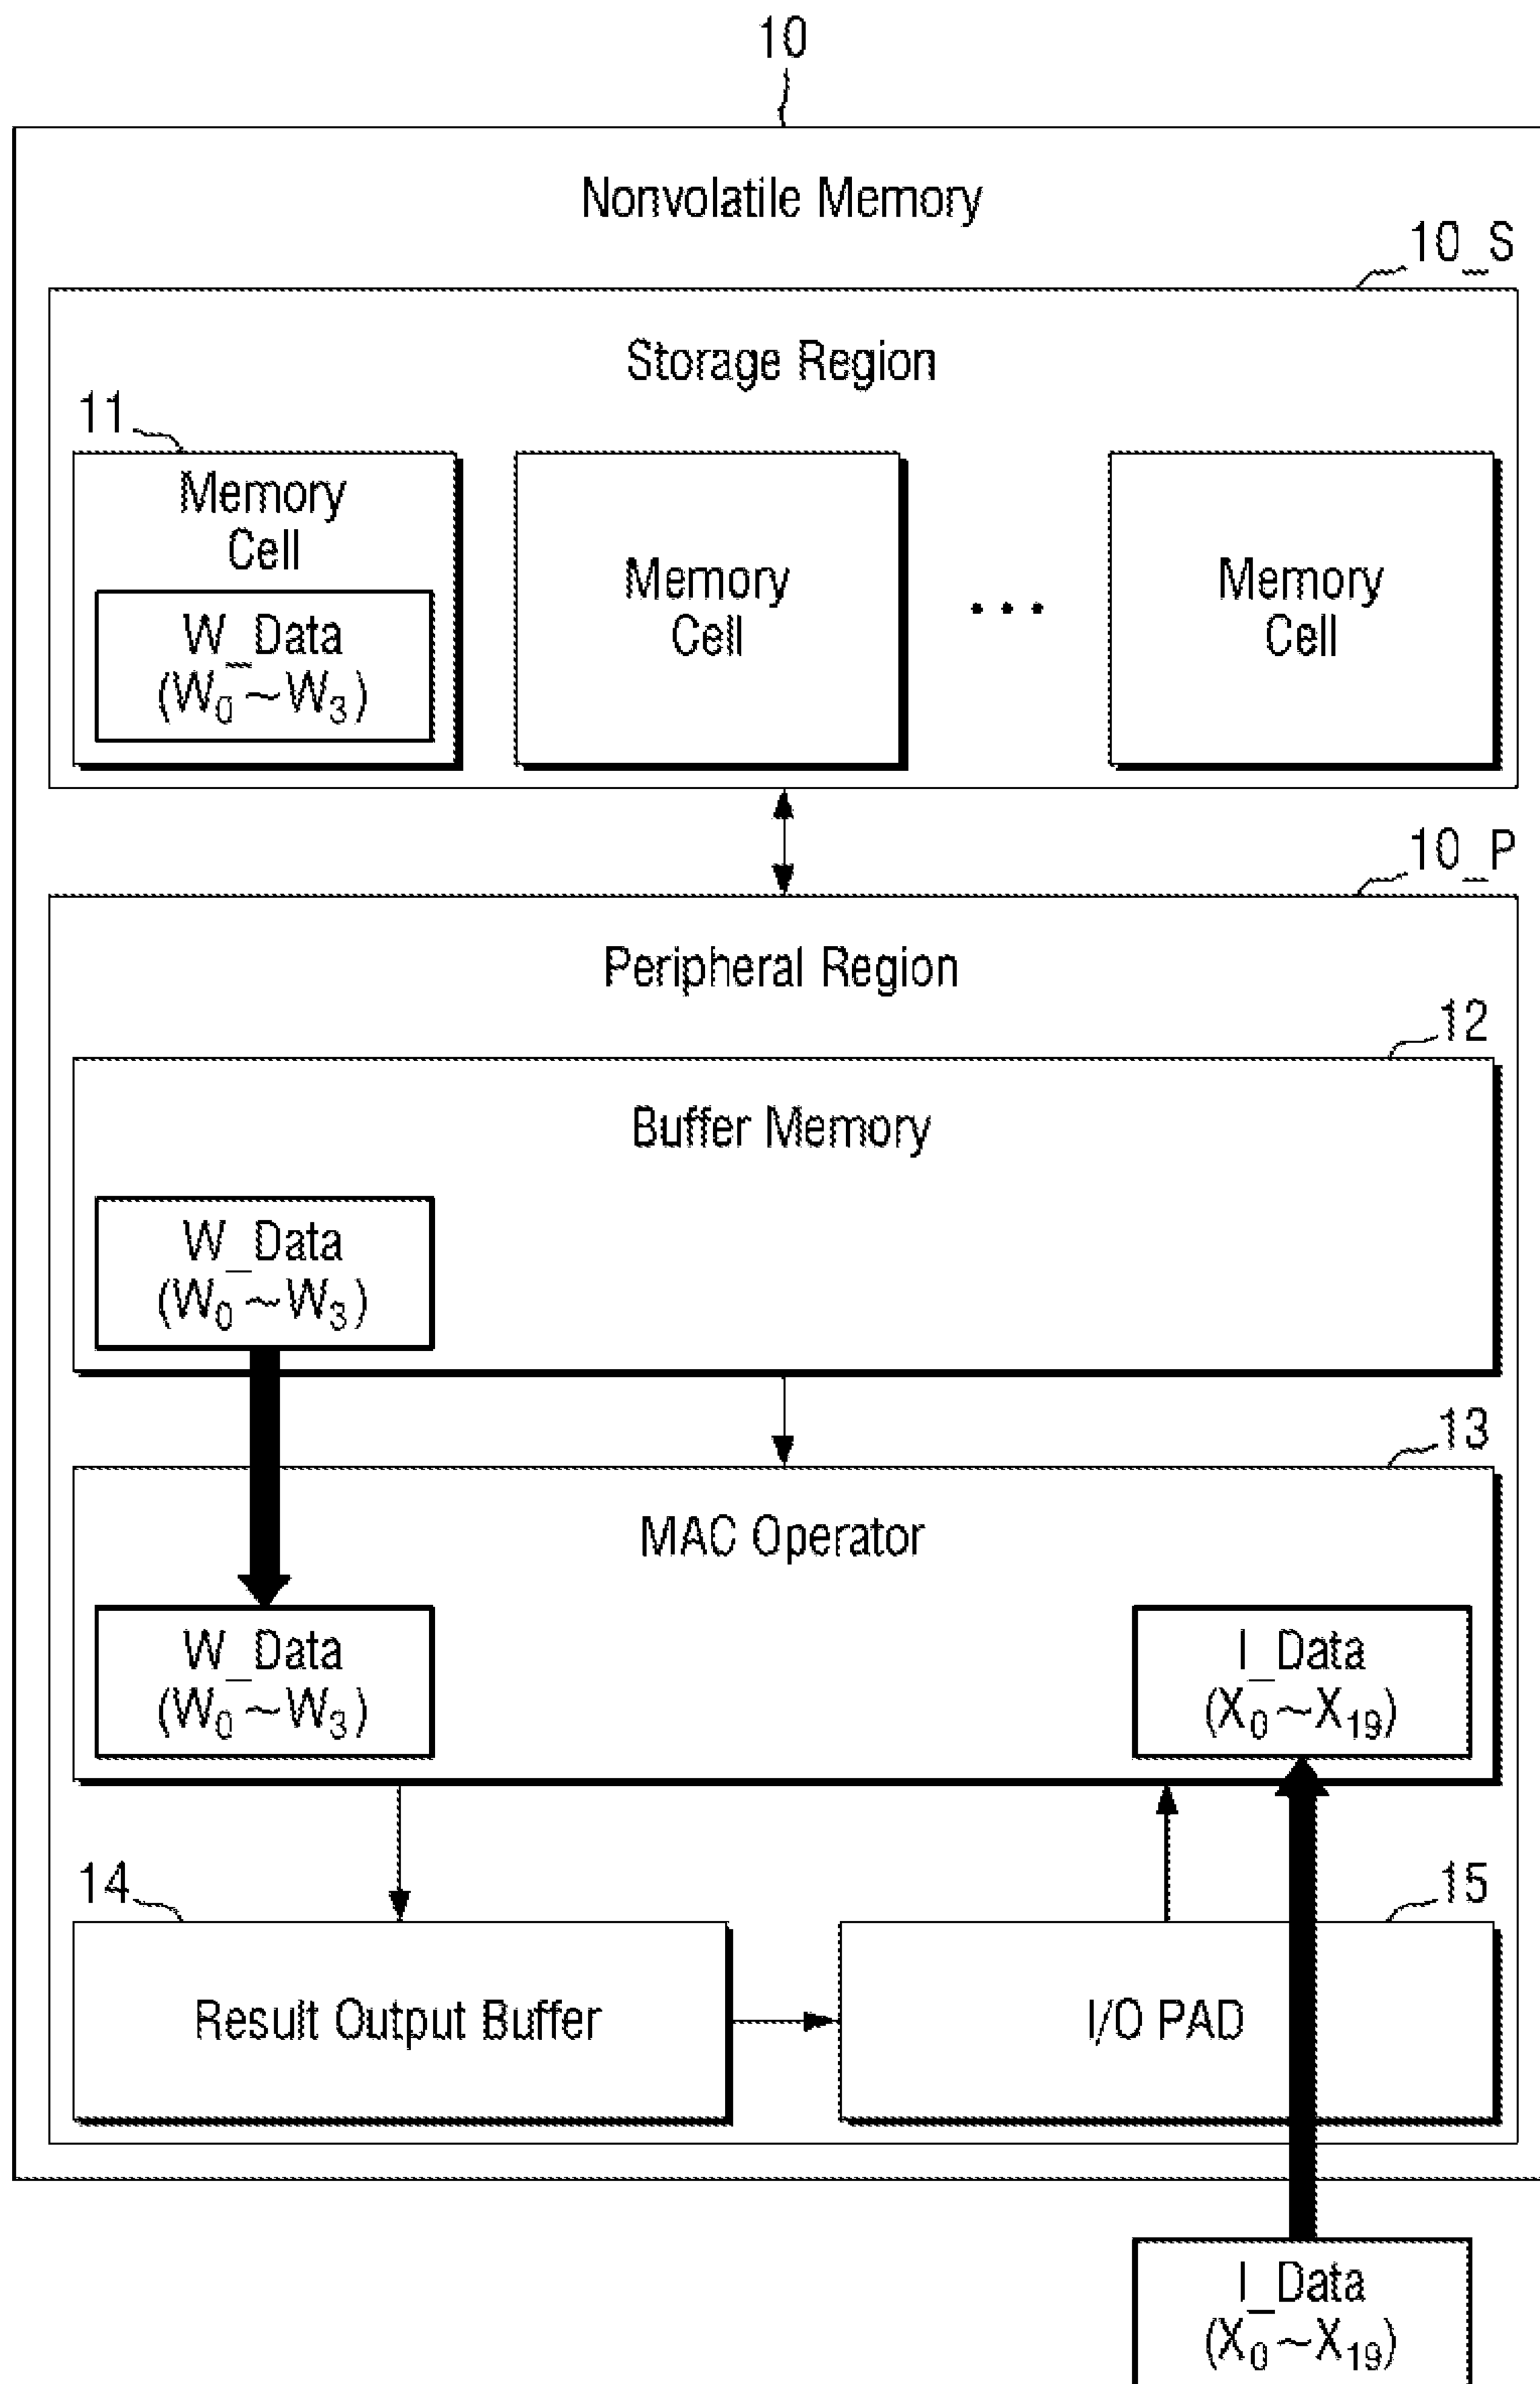 10
Nonvolatile Memory
10_S
Storage Region
11
Memory
Cell
W_Data
(W₀~W₃)
Memory
Cell
• • •
Memory
Cell
10_P
Peripheral Region
12
Buffer Memory
W_Data
(W₀~W₃)
13
MAC Operator
W_Data
(W₀~W₃)
I_Data
(X₀~X₁₉)
14
15
Result Output Buffer
I/O PAD
I_Data
(X₀~X₁₉)